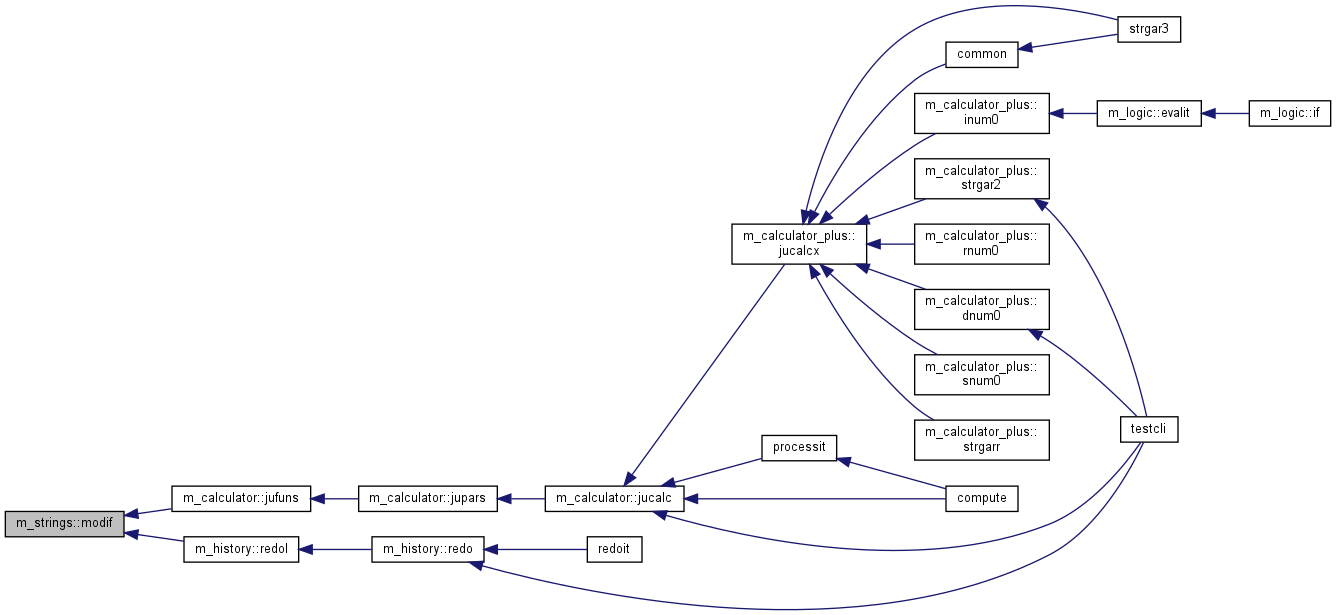 strgar3
common
m_calculator_plus::
inum0
m_logic::evalit
m_logic::if
m_calculator_plus::
strgar2
m_calculator_plus::
jucalcx
m_calculator_plus::
rnum0
m_calculator_plus::
dnum0
m_calculator_plus::
snum0
m_calculator_plus::
strgarr
testcli
processit
m_calculator::jufuns
m_calculator::jupars
m_calculator::jucalc
compute
m_strings::modif
m_history::redol
m_history::redo
redoit